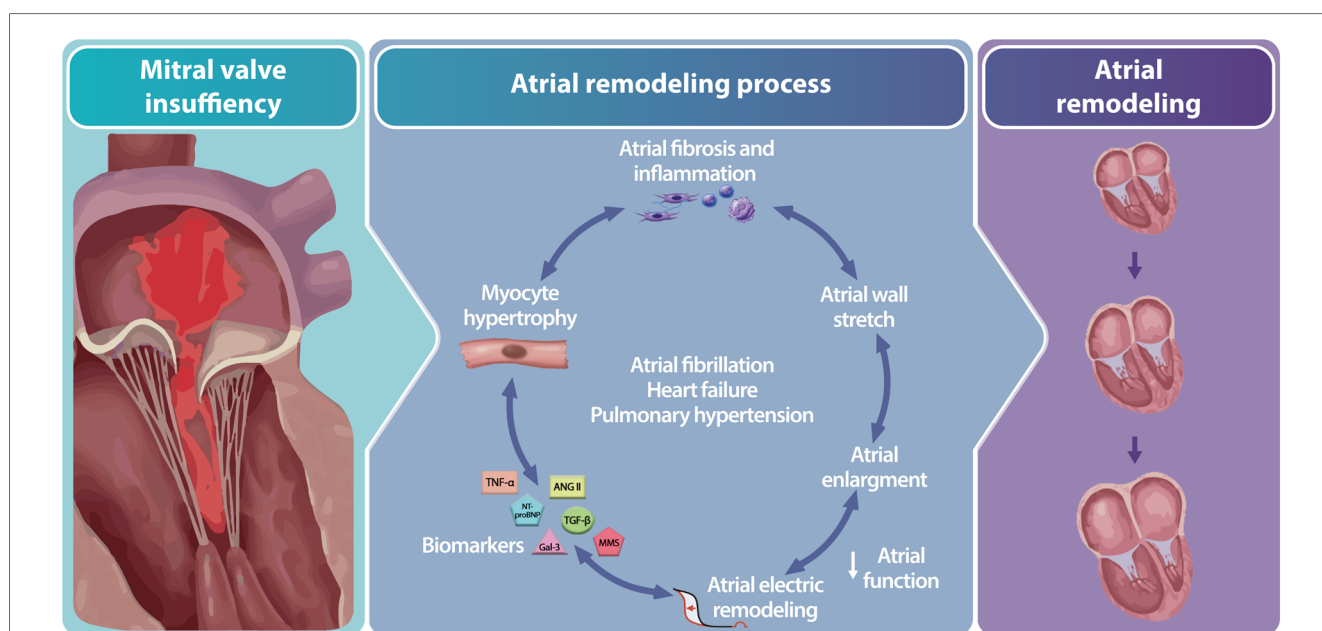 Mitral valve
insuffiency
Atrial remodeling process
Atrial
remodeling
Atrial fibrosis and
inflammation
Myocyte
hypertrophy
Atrial wall
stretch
Atrial fibrillation
Heart failure
Pulmonary hypertension
Atrial
enlargment
TNF-α
ANG II
NT-
proBNP
TGF-β
Biomarkers
Gal-3
MMS
Atrial electric
remodeling
↓ Atrial
function